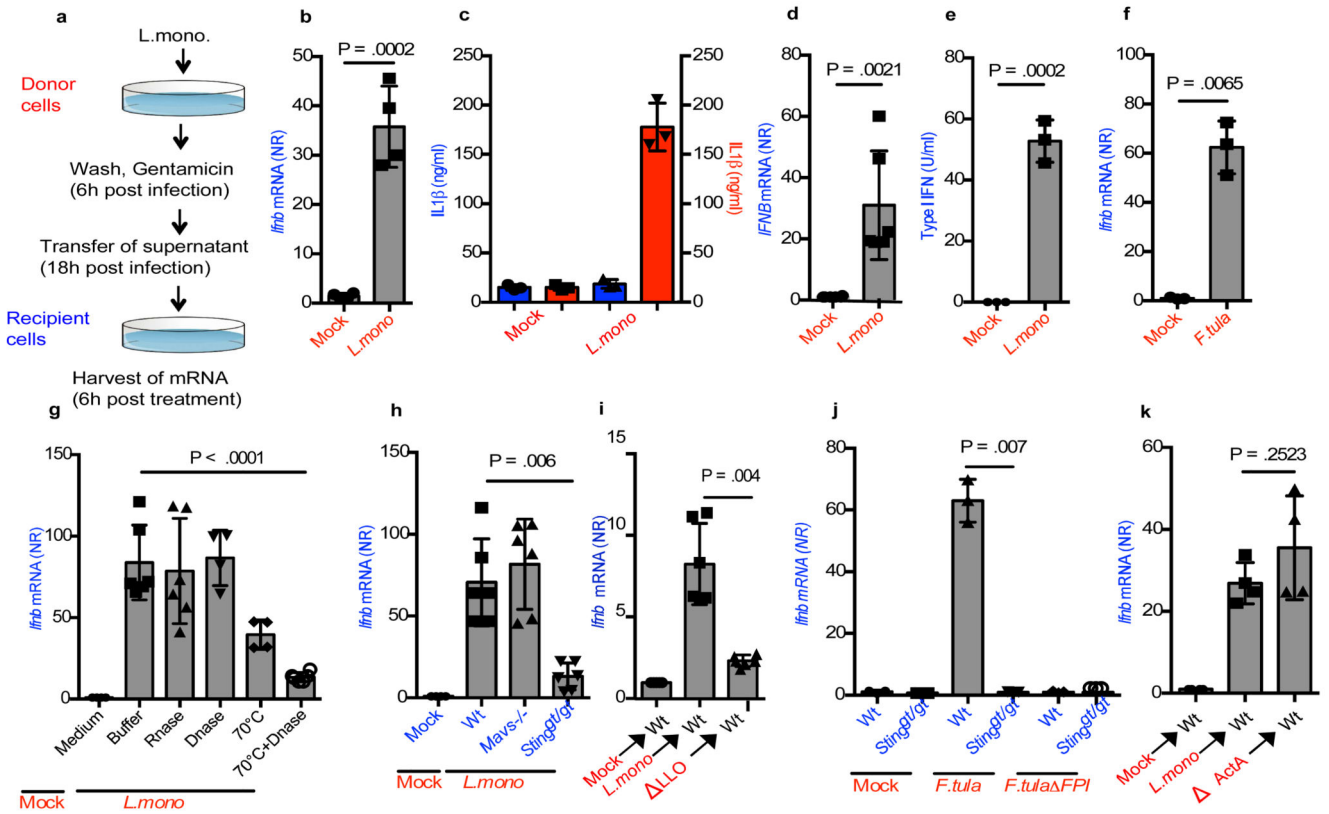 a
L.mono.
Donor
cells
Wash, Gentamicin
(6h post infection)
Transfer of supernatant
(18h post infection)
Recipient
cells
Harvest of mRNA
(6h post treatment)
b
P = .0002
Ifnb mRNA (NR)
50
40
30
20
10
0
Mock
L.mono
c
IL1β (ng/ml)
250
200
150
100
50
0
Mock
L.mono
250
200
150
100
50
0
IL1β (ng/ml)
d
P = .0021
IFNB mRNA (NR)
80
60
40
20
0
Mock
L.mono
e
P = .0002
Type I IFN (U/ml)
80
60
40
20
0
Mock
L.mono
f
P = .0065
Ifnb mRNA (NR)
100
80
60
40
20
0
Mock
F.tula
g
P < .0001
Ifnb mRNA (NR)
150
100
50
0
Medium
Buffer
Rnase
Dnase
70°C
70°C+Dnase
Mock
L.mono
h
P = .006
Ifnb mRNA (NR)
150
100
50
0
Mock
Wt
Mavs-/-
Stinggt/gt
Mock
L.mono
i
P = .004
Ifnb mRNA (NR)
15
10
5
0
Wt
Wt
Wt
Mock
L.mono
ΔLLO
j
P = .007
Ifnb mRNA (NR)
80
60
40
20
0
Wt
Stinggt/gt
Wt
Stinggt/gt
Wt
Stinggt/gt
Mock
F.tula
F.tulaΔFPI
k
P = .2523
Ifnb mRNA (NR)
60
40
20
0
Wt
Wt
Wt
Mock
L.mono
Δ ActA